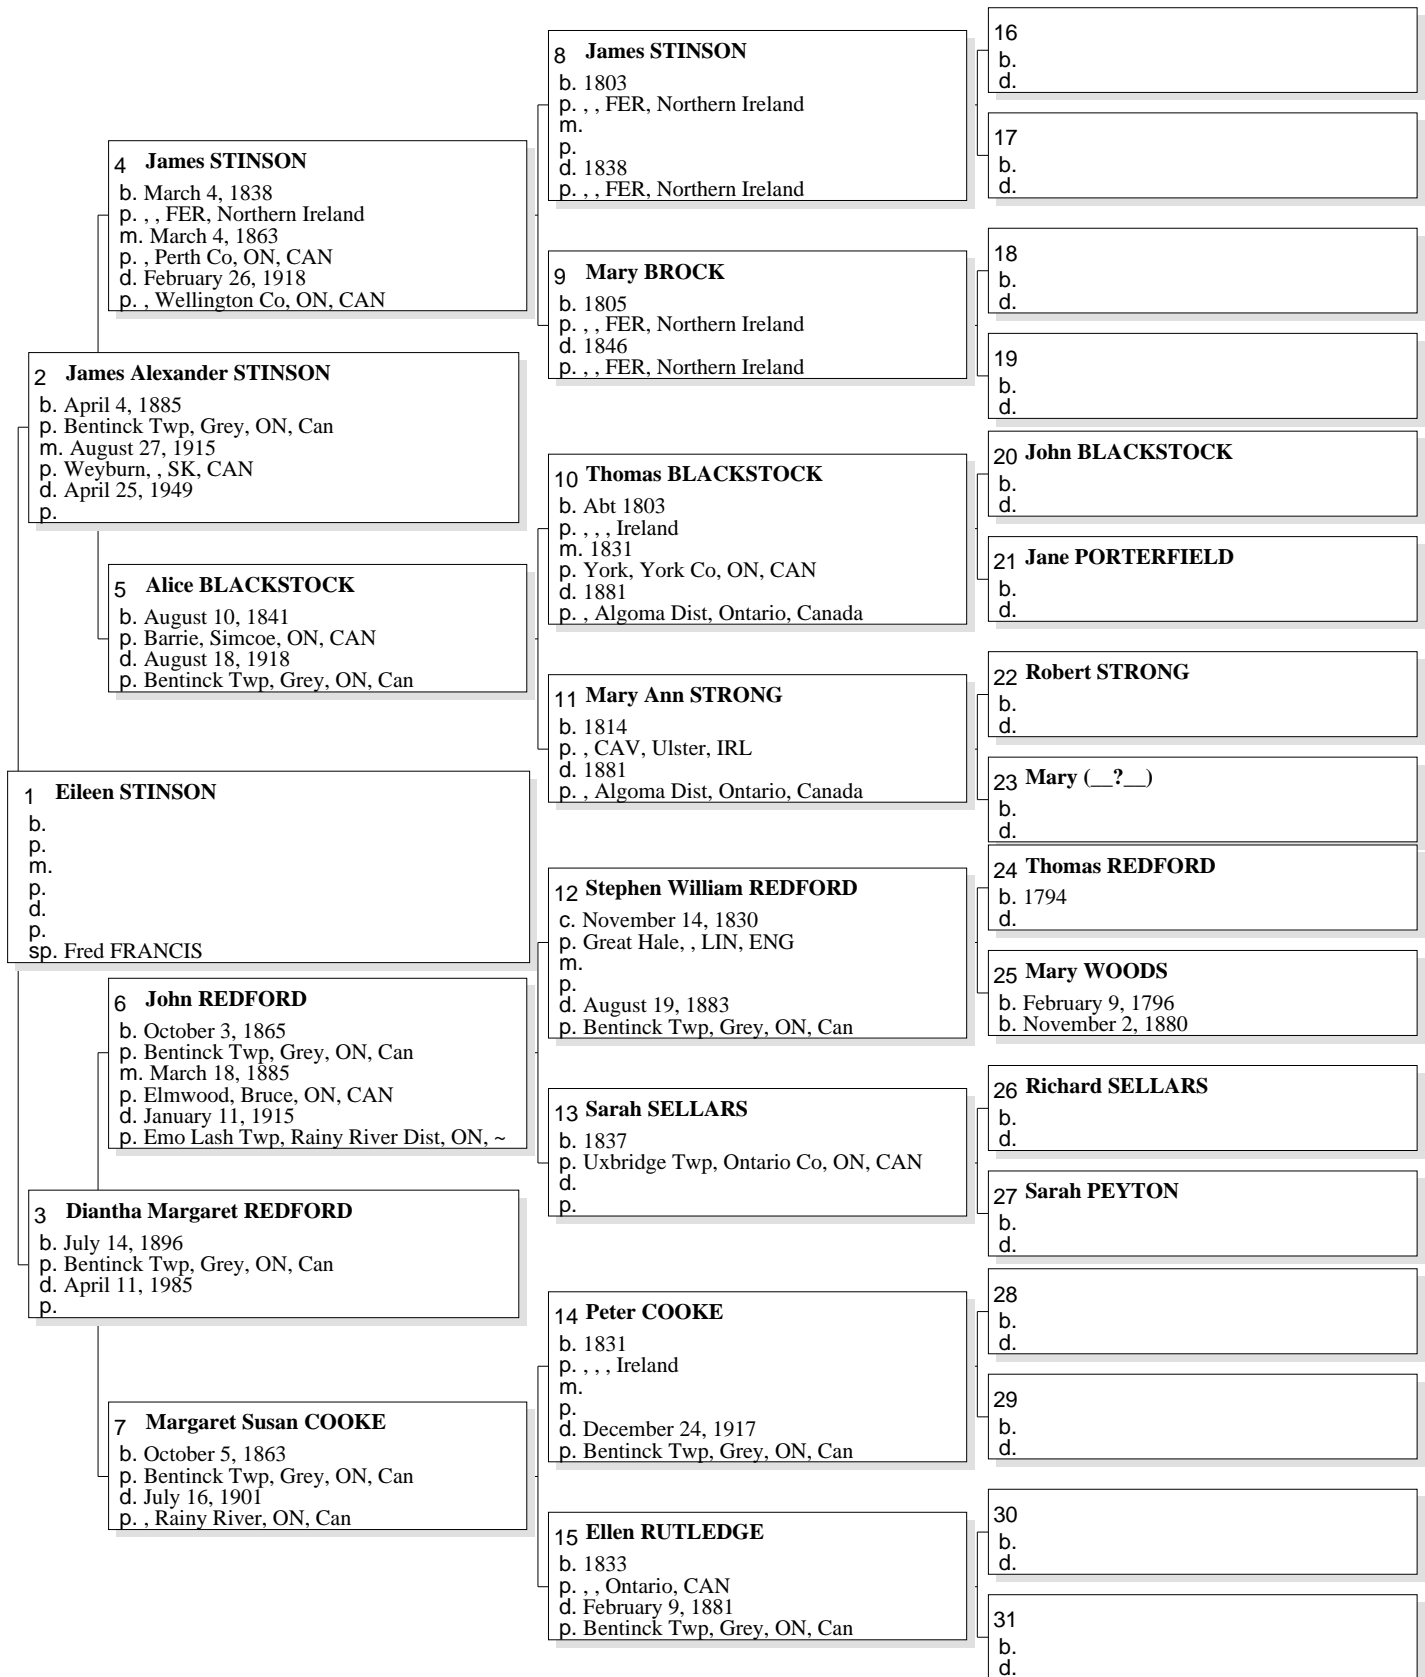 1 Eileen STINSON
b.
p.
m.
p.
d.
p.
sp. Fred FRANCIS
2 James Alexander STINSON
b. April 4, 1885
p. Bentinck Twp, Grey, ON, Can
m. August 27, 1915
p. Weyburn, , SK, CAN
d. April 25, 1949
p.
3 Diantha Margaret REDFORD
b. July 14, 1896
p. Bentinck Twp, Grey, ON, Can
d. April 11, 1985
p.
4 James STINSON
b. March 4, 1838
p. , , FER, Northern Ireland
m. March 4, 1863
p. , Perth Co, ON, CAN
d. February 26, 1918
p. , Wellington Co, ON, CAN
5 Alice BLACKSTOCK
b. August 10, 1841
p. Barrie, Simcoe, ON, CAN
d. August 18, 1918
p. Bentinck Twp, Grey, ON, Can
6 John REDFORD
b. October 3, 1865
p. Bentinck Twp, Grey, ON, Can
m. March 18, 1885
p. Elmwood, Bruce, ON, CAN
d. January 11, 1915
p. Emo Lash Twp, Rainy River Dist, ON, ~
7 Margaret Susan COOKE
b. October 5, 1863
p. Bentinck Twp, Grey, ON, Can
d. July 16, 1901
p. , Rainy River, ON, Can
8 James STINSON
b. 1803
p. , , FER, Northern Ireland
m.
p.
d. 1838
p. , , FER, Northern Ireland
9 Mary BROCK
b. 1805
p. , , FER, Northern Ireland
d. 1846
p. , , FER, Northern Ireland
10 Thomas BLACKSTOCK
b. Abt 1803
p. , , , Ireland
m. 1831
p. York, York Co, ON, CAN
d. 1881
p. , Algoma Dist, Ontario, Canada
11 Mary Ann STRONG
b. 1814
p. , CAV, Ulster, IRL
d. 1881
p. , Algoma Dist, Ontario, Canada
12 Stephen William REDFORD
c. November 14, 1830
p. Great Hale, , LIN, ENG
m.
p.
d. August 19, 1883
p. Bentinck Twp, Grey, ON, Can
13 Sarah SELLARS
b. 1837
p. Uxbridge Twp, Ontario Co, ON, CAN
d.
p.
14 Peter COOKE
b. 1831
p. , , , Ireland
m.
p.
d. December 24, 1917
p. Bentinck Twp, Grey, ON, Can
15 Ellen RUTLEDGE
b. 1833
p. , , Ontario, CAN
d. February 9, 1881
p. Bentinck Twp, Grey, ON, Can
16
b.
d.
17
b.
d.
18
b.
d.
19
b.
d.
20 John BLACKSTOCK
b.
d.
21 Jane PORTERFIELD
b.
d.
22 Robert STRONG
b.
d.
23 Mary (__?__)
b.
d.
24 Thomas REDFORD
b. 1794
d.
25 Mary WOODS
b. February 9, 1796
b. November 2, 1880
26 Richard SELLARS
b.
d.
27 Sarah PEYTON
b.
d.
28
b.
d.
29
b.
d.
30
b.
d.
31
b.
d.